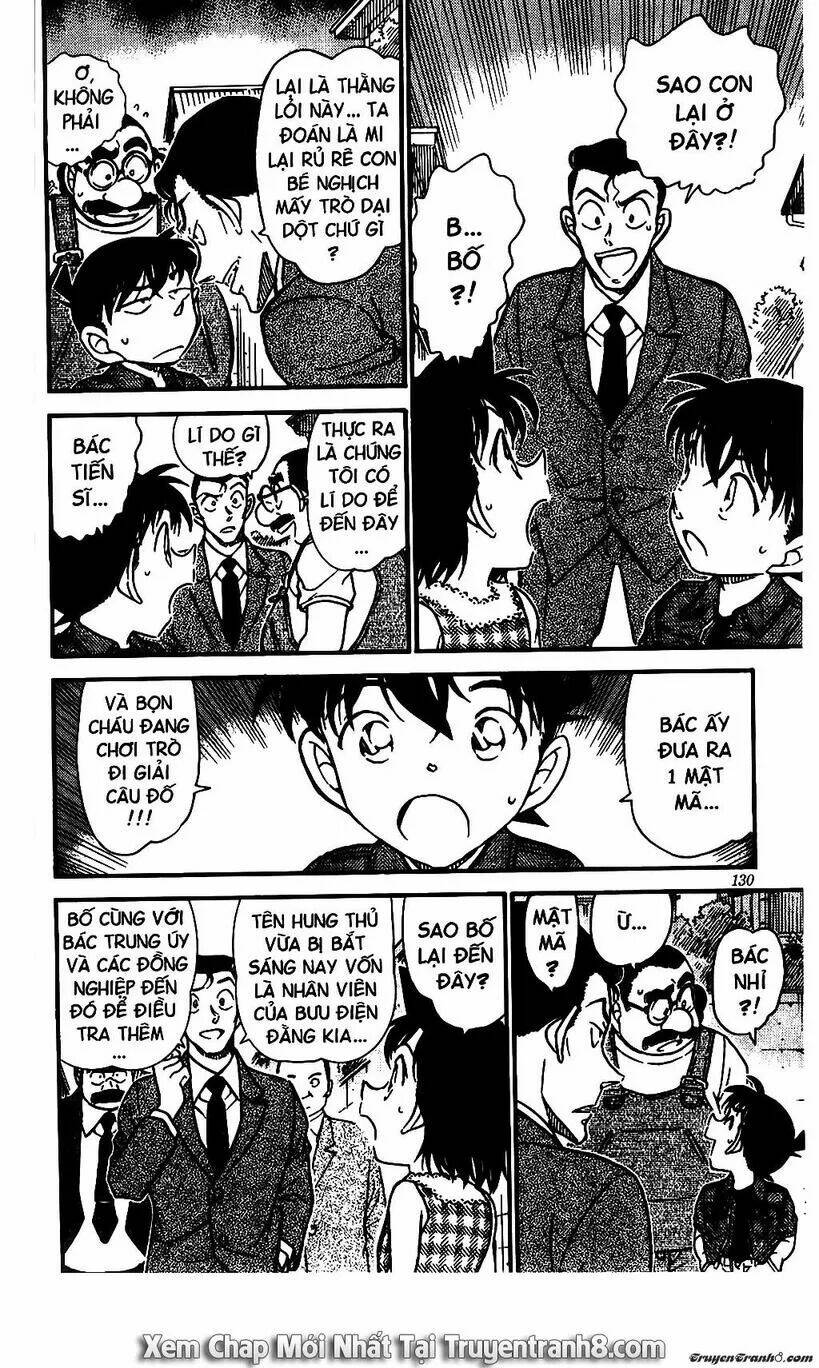 SAO CON
LẠI Ở
ĐÂY?!
B...
BỐ
?!
LẠI LÀ THẰNG
LỎI NÀY... TA
ĐOÁN LÀ MI
LẠI RỦ RÊ CON
BÉ NGHỊCH
MẤY TRÒ DẠI
DỘT CHỨ GÌ
?
Ơ,
KHÔNG
PHẢI
...
THỰC RA
LÀ CHÚNG
TÔI CÓ
LÍ DO ĐỂ
ĐẾN ĐÂY
...
LÍ DO GÌ
THẾ?
BÁC
TIẾN
SĨ...
BÁC ẤY
ĐƯA RA
1 MẬT
MÃ...
VÀ BỌN
CHÁU ĐANG
CHƠI TRÒ
ĐI GIẢI
CÂU ĐỐ
!!!
130
BÁC
NHỈ
?!
Ừ...
MẬT
MÃ
?
SAO BỐ
LẠI ĐẾN
ĐÂY?
TÊN HUNG THỦ
VỪA BỊ BẮT
SÁNG NAY VỐN
LÀ NHÂN VIÊN
CỦA BƯU ĐIỆN
ĐẰNG KIA...
BỐ CÙNG VỚI
BÁC TRUNG ÚY
VÀ CÁC ĐỒNG
NGHIỆP ĐẾN
ĐÓ ĐỂ ĐIỀU
TRA THÊM
...
Xem Chap Mới Nhất Tại Truyentranh8.com
TruyenTranh8.com